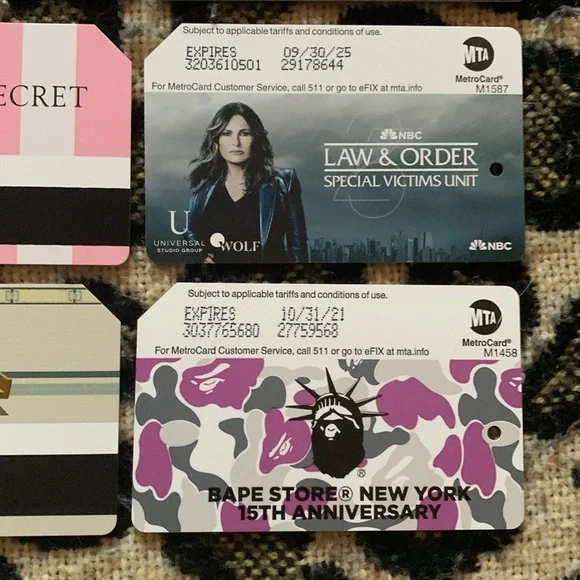 ECRET
Subject to applicable tariffs and conditions of use.
EXPIRES 09/30/25
3203610501 29178644
MTA
MetroCard®
M1587
For MetroCard Customer Service, call 511 or go to eFIX at mta.info
25
NBC
LAW & ORDER
SPECIAL VICTIMS UNIT
U
UNIVERSAL
STUDIO GROUP
WOLF
NBC
Subject to applicable tariffs and conditions of use.
EXPIRES 10/31/21
3037765680 27759568
MTA
MetroCard®
M1458
For MetroCard Customer Service, call 511 or go to eFIX at mta.info
®
BAPE STORE® NEW YORK
15TH ANNIVERSARY